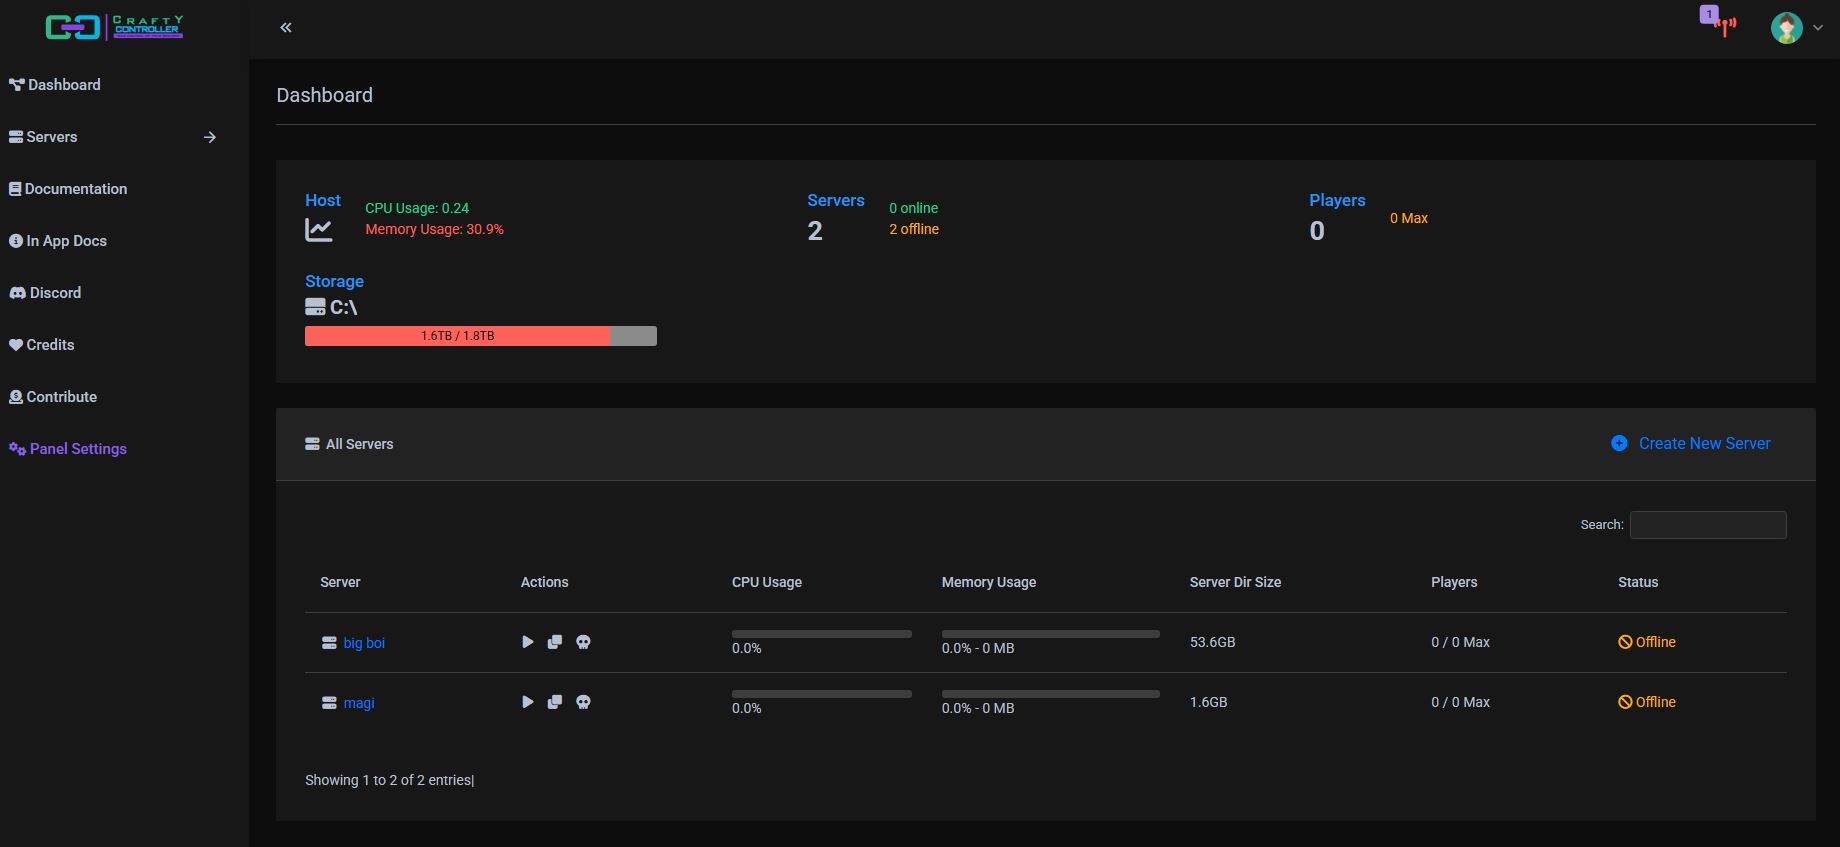 CRAFTY
CONTROLLER
1
Dashboard
Servers
Documentation
In App Docs
Discord
Credits
Contribute
Panel Settings
Dashboard
Host
CPU Usage: 0.24
Memory Usage: 30.9%
Servers
2
0 online
2 offline
Players
0
0 Max
Storage
C:\
1.6TB / 1.8TB
All Servers
Create New Server
Search:
Server Actions CPU Usage Memory Usage Server Dir Size Players Status
big boi 0.0% 0.0% - 0 MB 53.6GB 0 / 0 Max Offline
magi 0.0% 0.0% - 0 MB 1.6GB 0 / 0 Max Offline
Showing 1 to 2 of 2 entries|